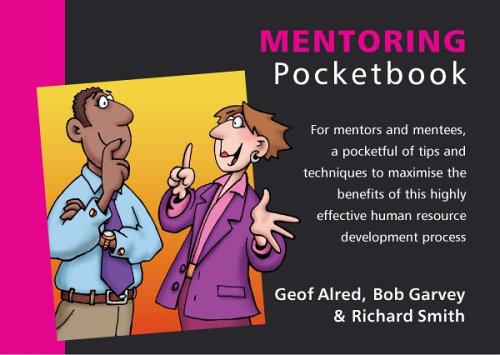 MENTORING
Pocketbook
For mentors and mentees,
a pocketful of tips and
techniques to maximise the
benefits of this highly
effective human resource
development process
Geof Alred, Bob Garvey
& Richard Smith